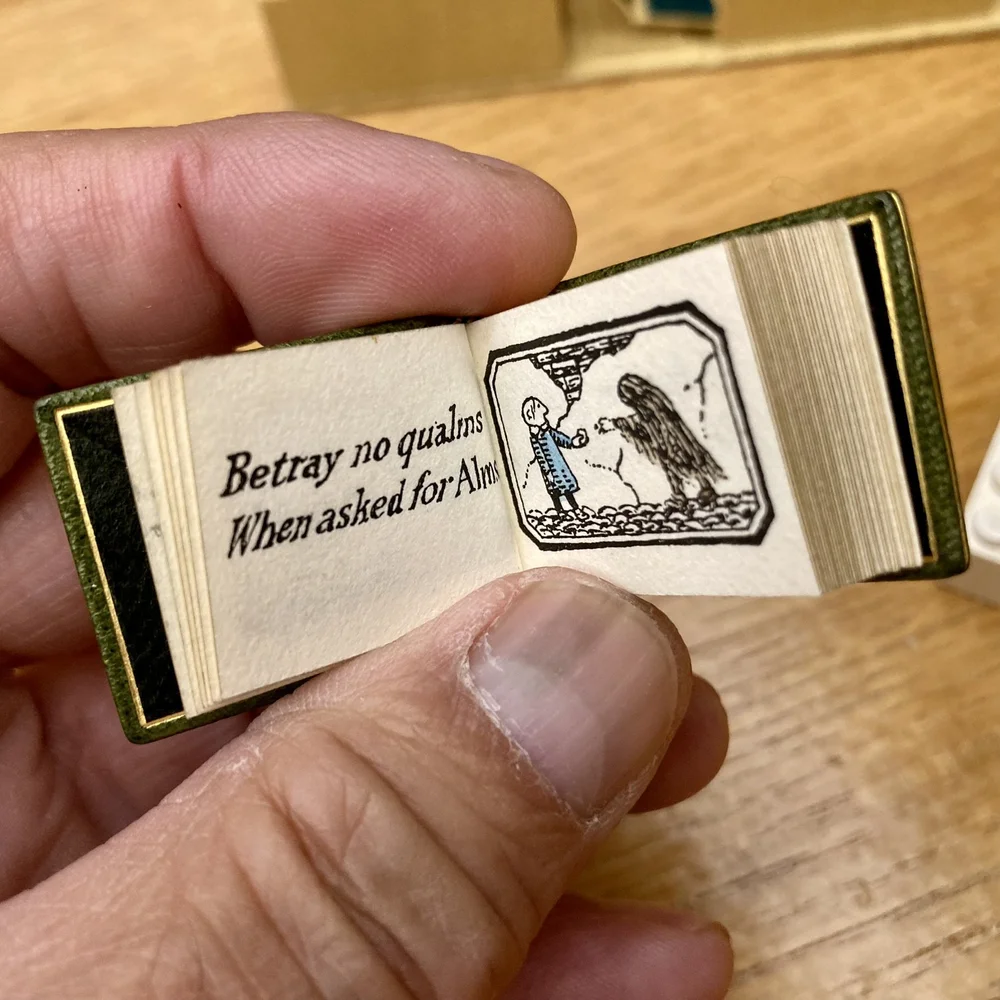 Betray no qualms
When asked for Alms